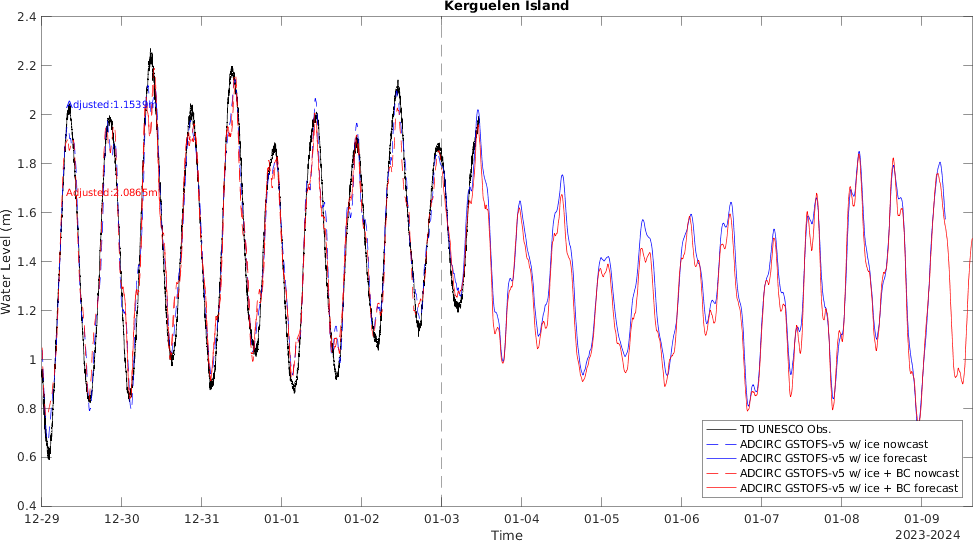 Kerguelen Island
2.4
2.2
2
1.8
1.6
1.4
1.2
1
0.8
0.6
0.4
Water Level (m)
Adjusted:1.1539m
Adjusted:2.0865m
TD UNESCO Obs.
ADCIRC GSTOFS-v5 w/ ice nowcast
ADCIRC GSTOFS-v5 w/ ice forecast
ADCIRC GSTOFS-v5 w/ ice + BC nowcast
ADCIRC GSTOFS-v5 w/ ice + BC forecast
12-29 12-30 12-31 01-01 01-02 01-03 01-04 01-05 01-06 01-07 01-08 01-09
Time
2023-2024